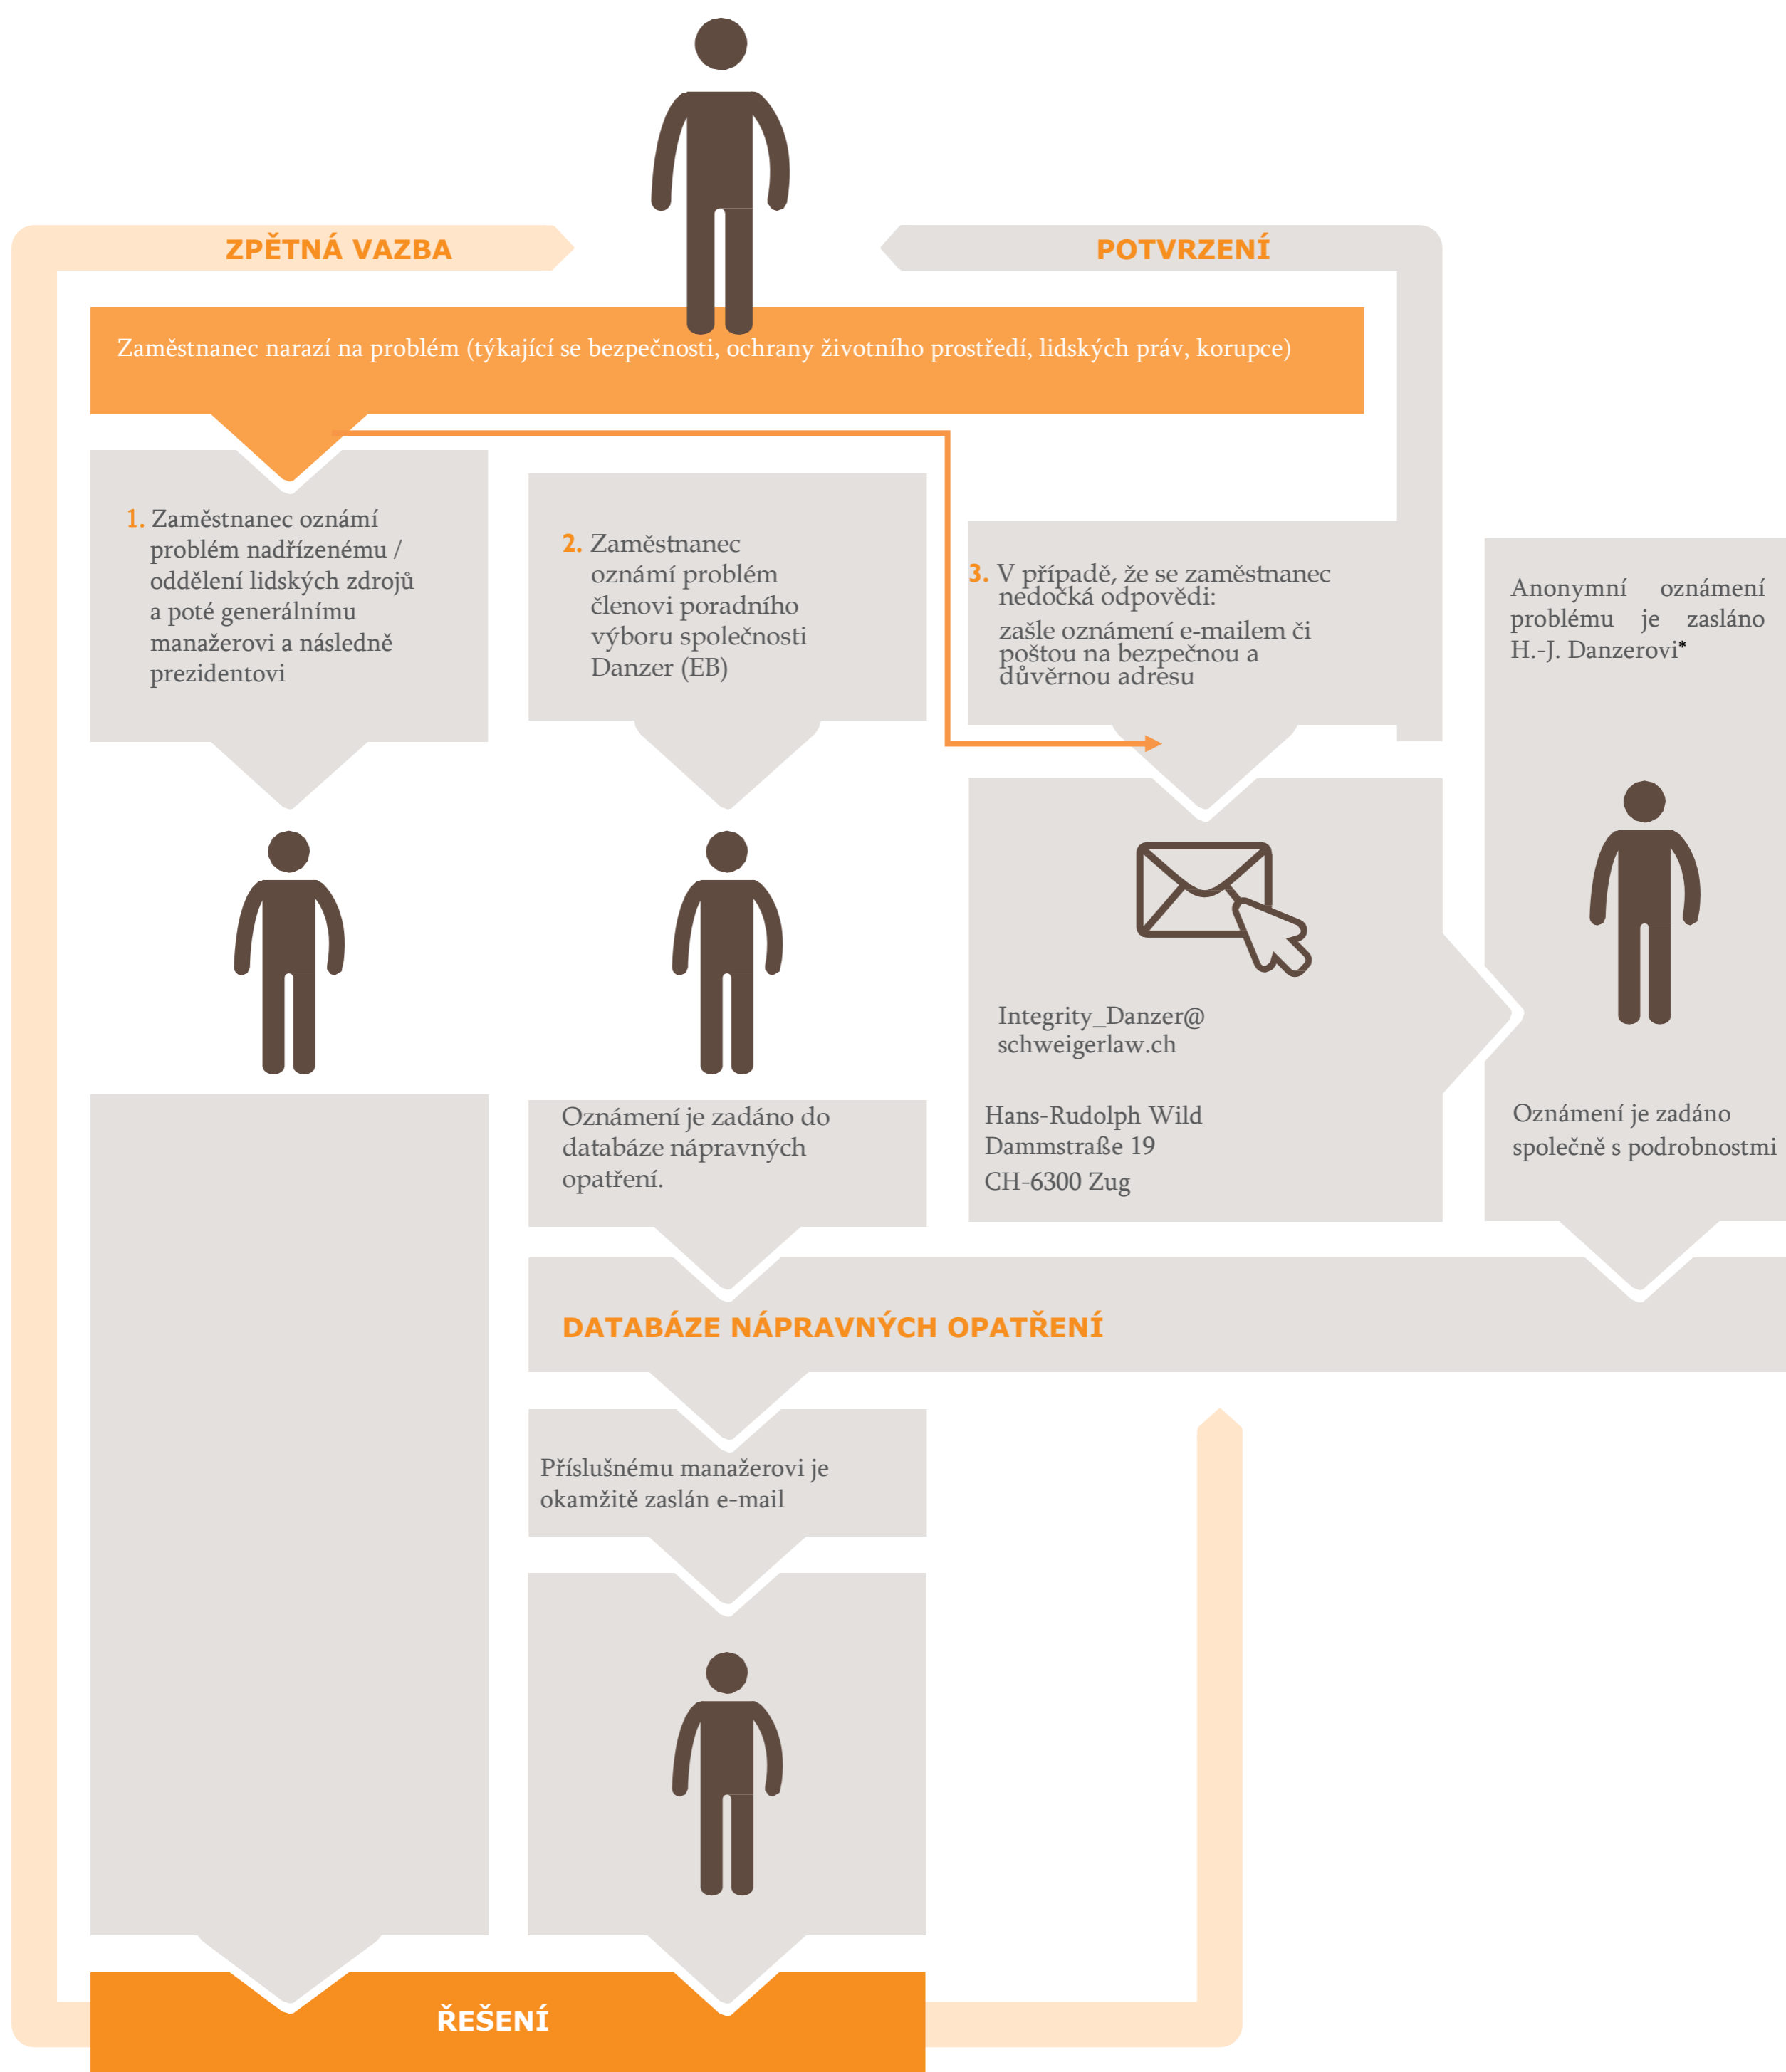 ZPĚTNÁ VAZBA
POTVRZENÍ
Zaměstnanec narazí na problém (týkající se bezpečnosti, ochrany životního prostředí, lidských práv, korupce)
1. Zaměstnanec oznámí
problém nadřízenému /
oddělení lidských zdrojů
a poté generálnímu
manažerovi a následně
prezidentovi
2. Zaměstnanec
oznámí problém
členovi poradního
výboru společnosti
Danzer (EB)
3. V případě, že se zaměstnanec
nedočká odpovědi:
zašle oznámení e-mailem či
poštou na bezpečnou a
důvěrnou adresu
Anonymní oznámení
problému je zasláno
H.-J. Danzerovi*
Integrity_Danzer@
schweigerlaw.ch
Hans-Rudolph Wild
Dammstraße 19
CH-6300 Zug
Oznámení je zadáno do
databáze nápravných
opatření.
Oznámení je zadáno
společně s podrobnostmi
DATABÁZE NÁPRAVNÝCH OPATŘENÍ
Příslušnému manažerovi je
okamžitě zaslán e-mail
ŘEŠENÍ